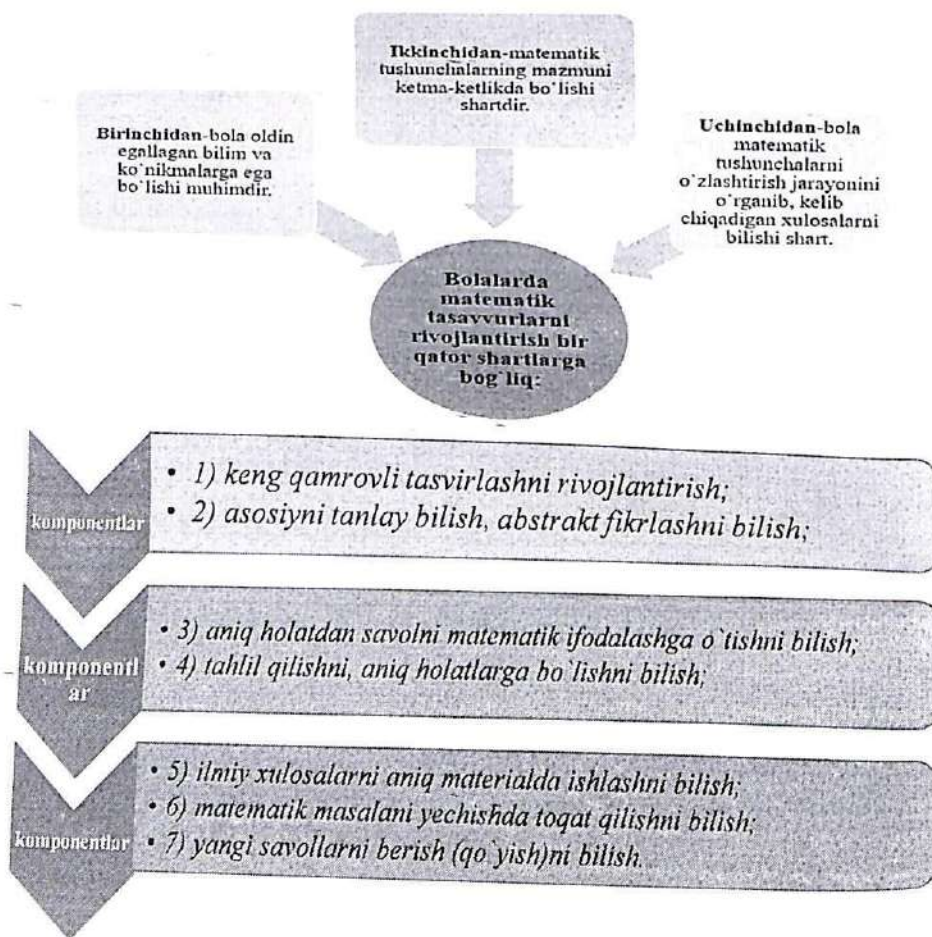 Birinchidan-bola oldin
egallagan bilim va
ko`nikmalarga ega
bo`lishi muhimdir.
Ikkinchidan-matematik
tushunchalarning mazmuni
ketma-ketlikda bo`lishi
shartdir.
Uchinchidan-bola
matematik
tushunchalarni
o`zlashtirish jarayonini
o`rganib, kelib
chiqadigan xulosalarni
bilishi shart.
Bolalarda
matematik
tasavvurlarni
rivojlantirish bir
qator shartlarga
bog`liq:
komponentlar
• 1) keng qamrovli tasvirlashni rivojlantirish;
• 2) asosiyni tanlay bilish, abstrakt fikrlashni bilish;
komponentl
ar
• 3) aniq holatdan savolni matematik ifodalashga o`tishni bilish;
• 4) tahlil qilishni, aniq holatlarga bo`lishni bilish;
komponentlar
• 5) ilmiy xulosalarni aniq materialda ishlashni bilish;
• 6) matematik masalani yechishda toqat qilishni bilish;
• 7) yangi savollarni berish (qo`yish)ni bilish.